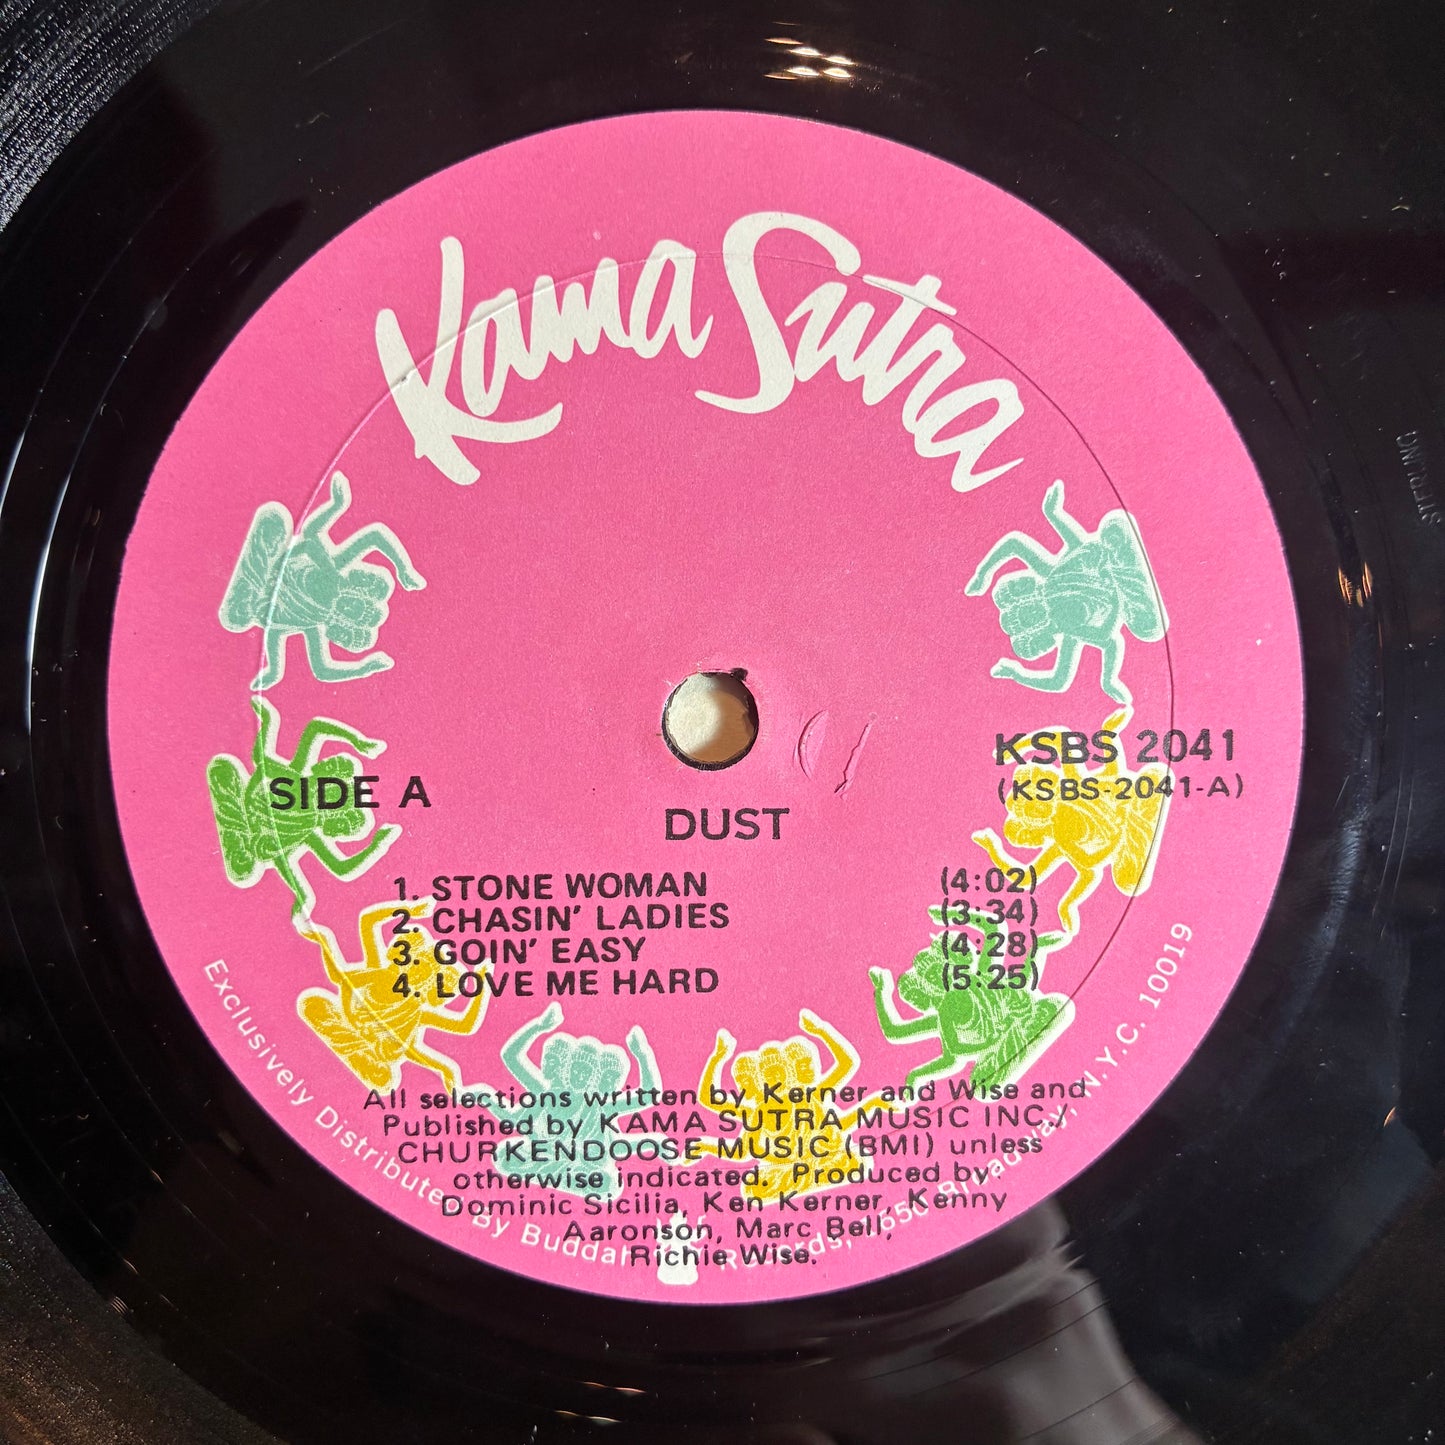 Kama Sutra
STERLING
KSBS 2041
(KSBS-2041-A)
SIDE A
DUST
1. STONE WOMAN (4:02)
2. CHASIN' LADIES (3:34)
3. GOIN' EASY (4:28)
4. LOVE ME HARD (5:25)
All selections written by Kerner and Wise and
Published by KAMA SUTRA MUSIC INC./
CHURKENDOOSE MUSIC (BMI) unless
otherwise indicated. Produced by:
Dominic Sicilia, Ken Kerner, Kenny
Aaronson, Marc Bell,
Richie Wise.
Exclusively Distributed By Buddah Records, 1650 Broadway, N.Y.C. 10019